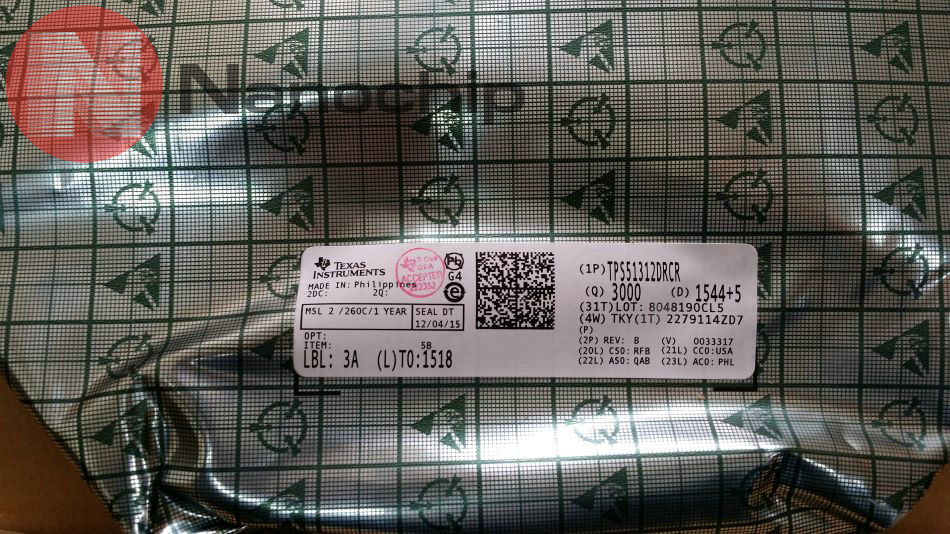 N Nanochip
TEXAS
INSTRUMENTS
MADE IN: Philippines
2DC: 2Q:
MSL 2 /260C/1 YEAR
SEAL DT
12/04/15
OPT:
ITEM: 5B
LBL: 3A (L)TO:1518
QRA
ACCEPTED
Pb
G4
e
(1P)TPS51312DRCR
(Q) 3000 (D) 1544+5
(31T)LOT: 8048190CL5
(4W) TKY(1T) 2279114ZD7
(P)
(2P) REV: B (V) 0033317
(20L) CSO: RFB (21L) CCO:USA
(22L) ASO: QAB (23L) ACO: PHL